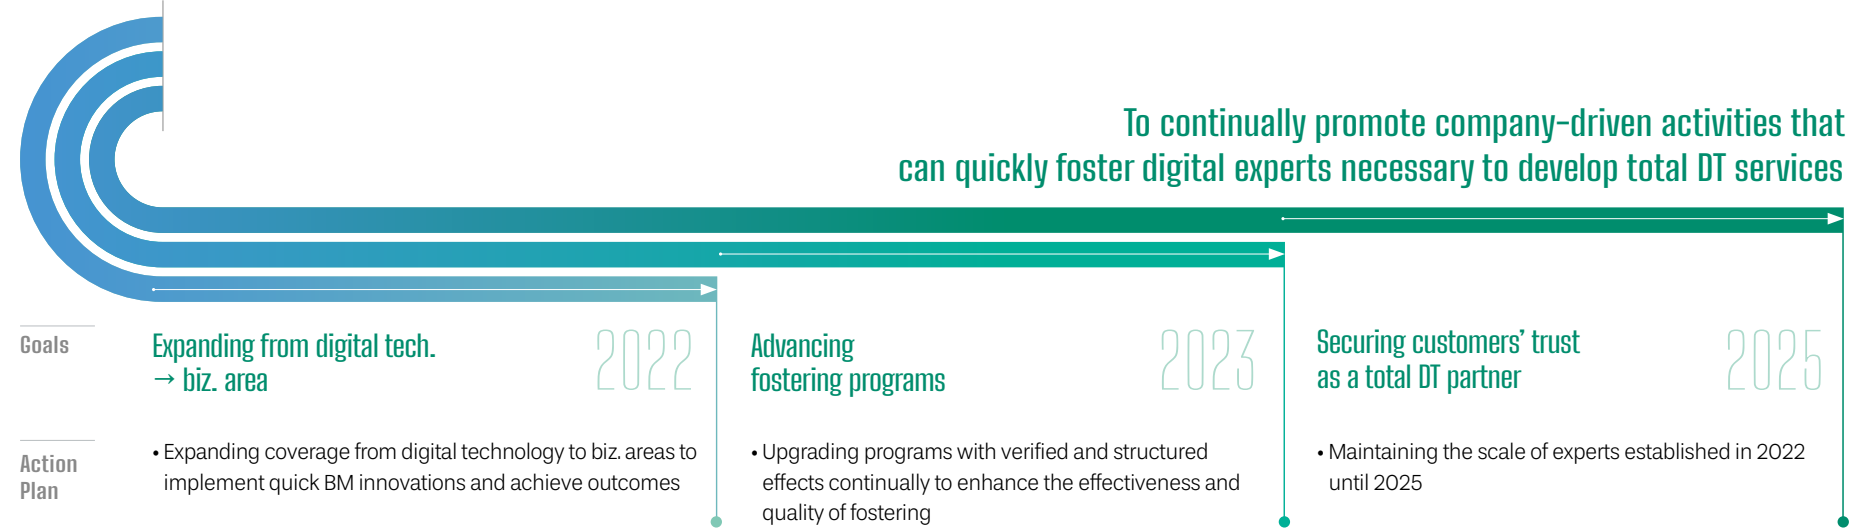 To continually promote company-driven activities that
can quickly foster digital experts necessary to develop total DT services
Goals
Expanding from digital tech.
→ biz. area
2022
Advancing
fostering programs
2023
Securing customers’ trust
as a total DT partner
2025
Action
Plan
• Expanding coverage from digital technology to biz. areas to
implement quick BM innovations and achieve outcomes
• Upgrading programs with verified and structured
effects continually to enhance the effectiveness and
quality of fostering
• Maintaining the scale of experts established in 2022
until 2025